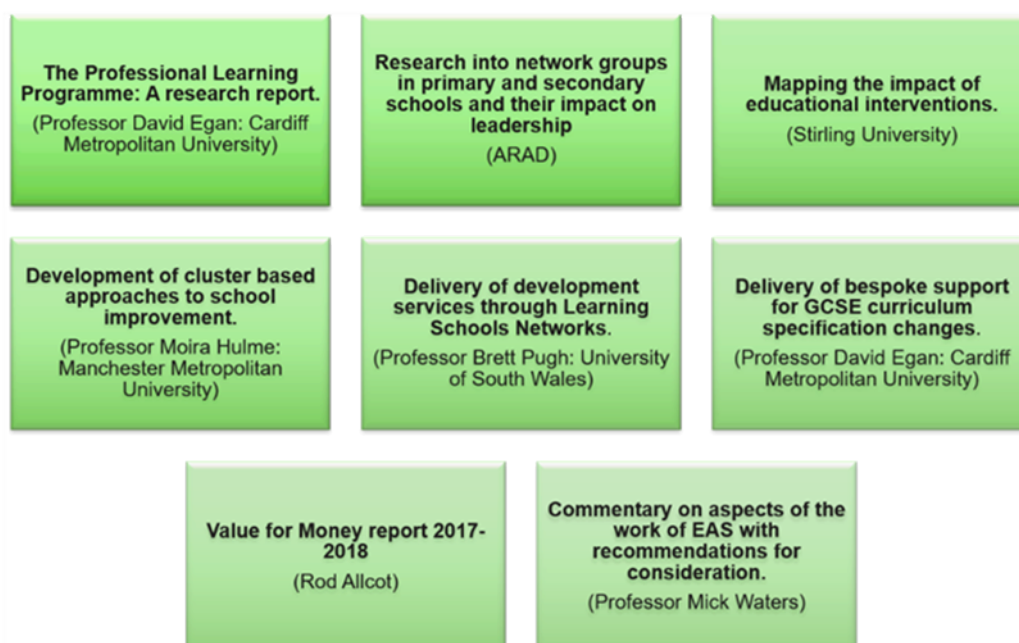 The Professional Learning
Programme: A research report.
(Professor David Egan: Cardiff
Metropolitan University)
Research into network groups
in primary and secondary
schools and their impact on
leadership
(ARAD)
Mapping the impact of
educational interventions.
(Stirling University)
Development of cluster based
approaches to school
improvement.
(Professor Moira Hulme:
Manchester Metropolitan
University)
Delivery of development
services through Learning
Schools Networks.
(Professor Brett Pugh: University
of South Wales)
Delivery of bespoke support
for GCSE curriculum
specification changes.
(Professor David Egan: Cardiff
Metropolitan University)
Value for Money report 2017-
2018
(Rod Allcot)
Commentary on aspects of the
work of EAS with
recommendations for
consideration.
(Professor Mick Waters)